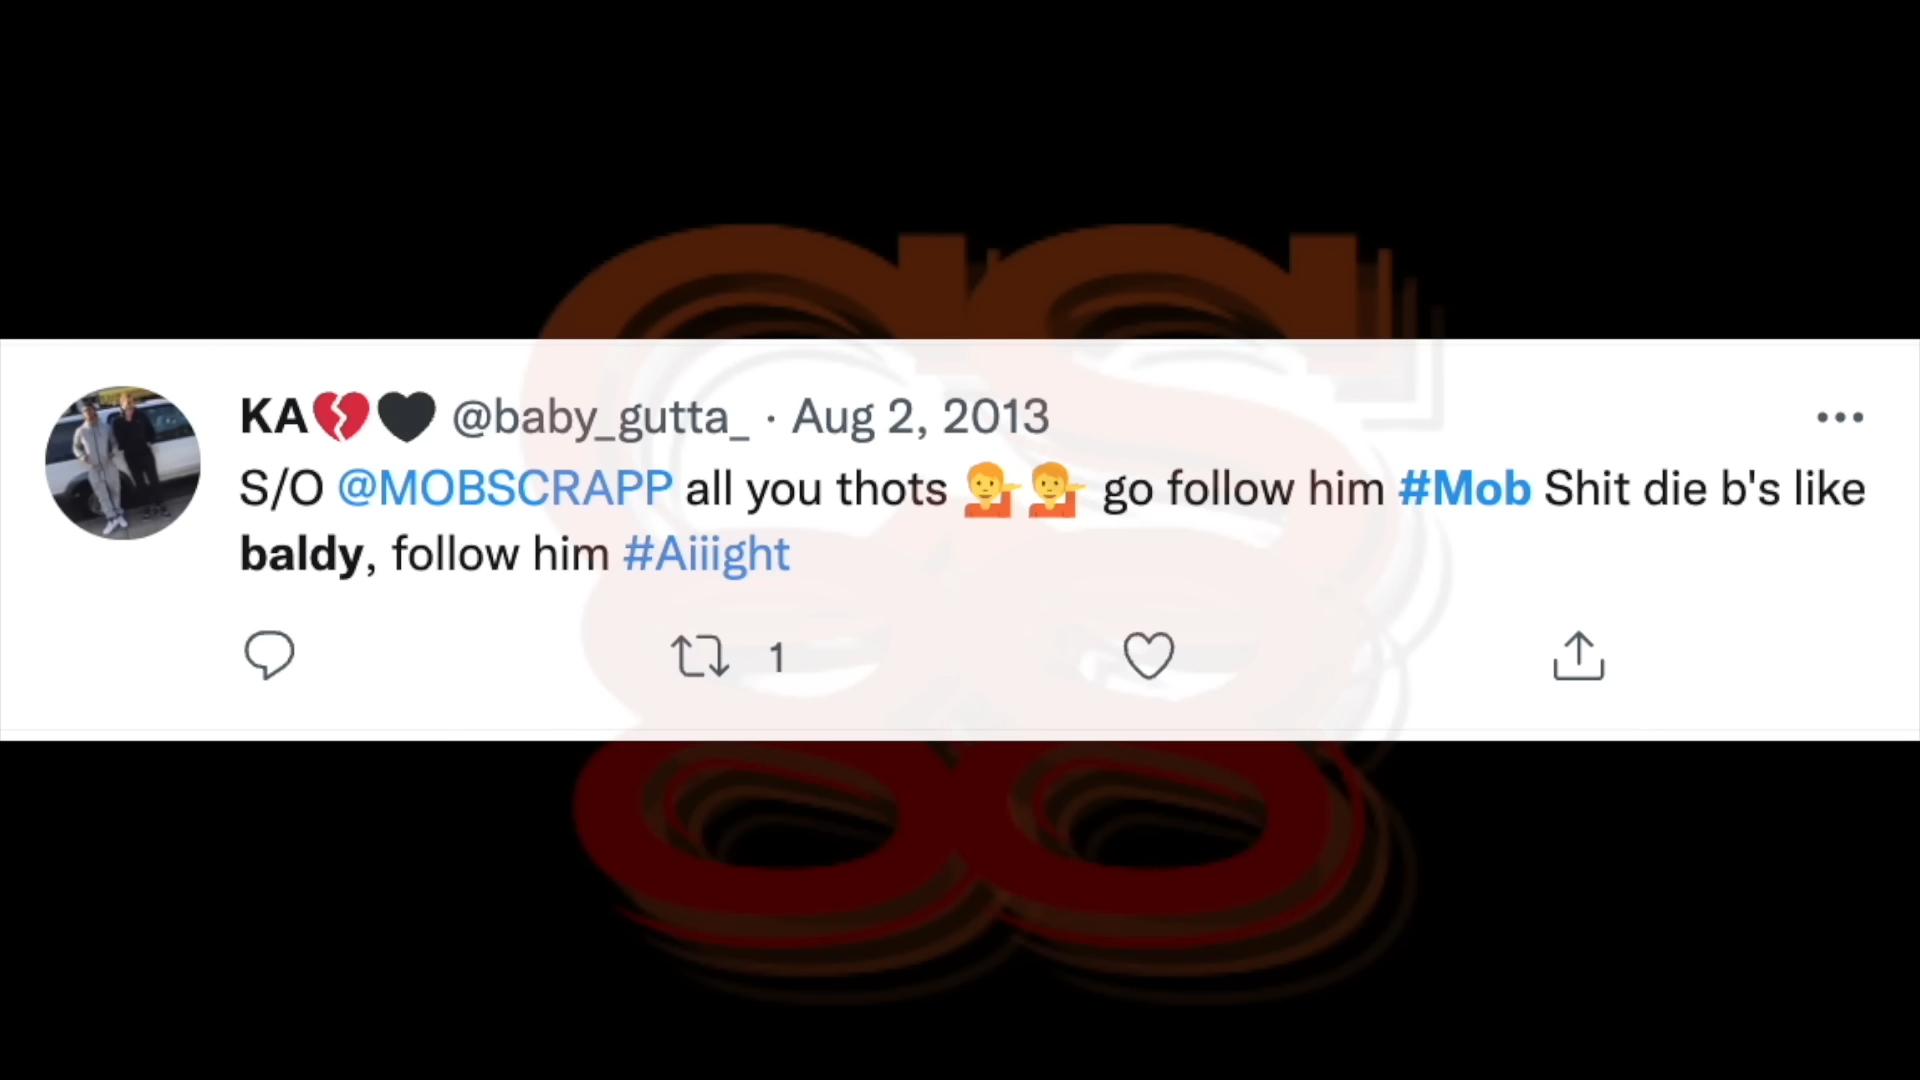 KA💔🖤 @baby_gutta_ · Aug 2, 2013
S/O @MOBSCRAPP all you thots 💁💁 go follow him #Mob Shit die b's like
baldy, follow him #Aiiight
1